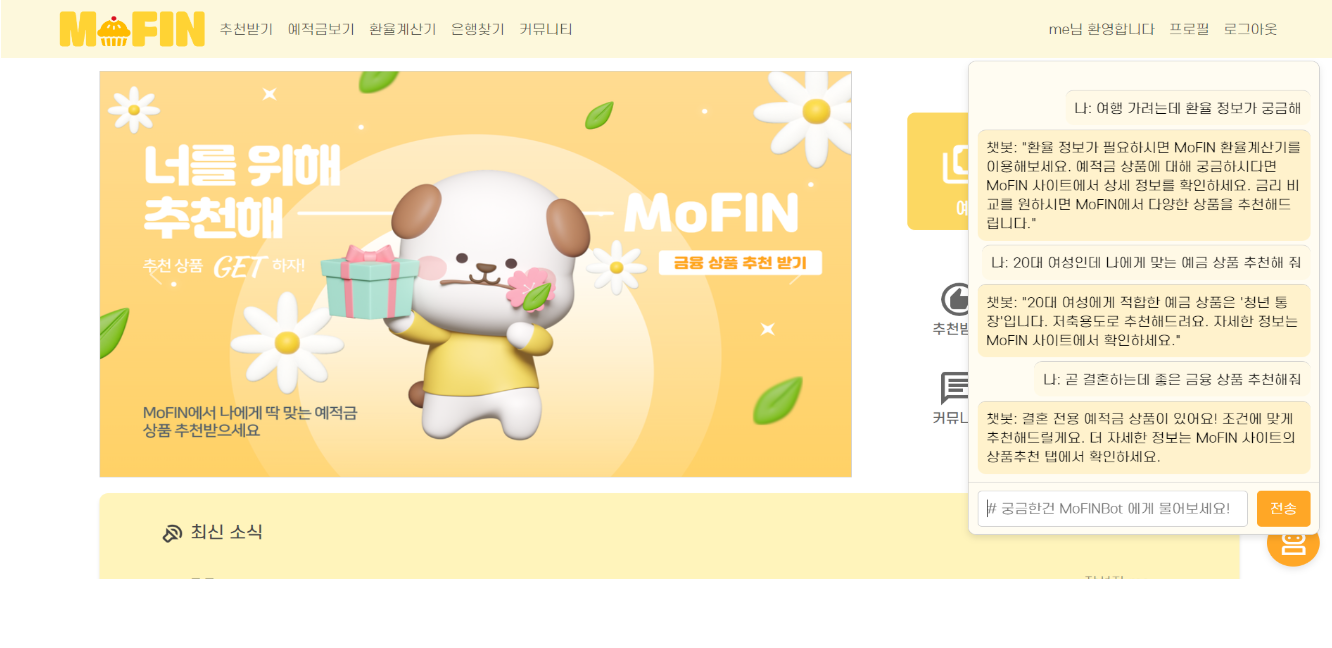 MoFIN 추천받기 예적금보기 환율계산기 은행찾기 커뮤니티 me님 환영합니다 프로필 로그아웃
너를 위해
추천해
추천 상품 GET 하자!
MoFIN
금융 상품 추천 받기
MoFIN에서 나에게 딱 맞는 예적금
상품 추천받으세요
예
추천받
커뮤니
나: 여행 가려는데 환율 정보가 궁금해
챗봇: "환율 정보가 필요하시면 MoFIN 환율계산기를
이용해보세요. 예적금 상품에 대해 궁금하시다면
MoFIN 사이트에서 상세 정보를 확인하세요. 금리 비
교를 원하시면 MoFIN에서 다양한 상품을 추천해드
립니다."
나: 20대 여성인데 나에게 맞는 예금 상품 추천해 줘
챗봇: "20대 여성에게 적합한 예금 상품은 '청년 통
장'입니다. 저축용도로 추천해드려요. 자세한 정보는
MoFIN 사이트에서 확인하세요."
나: 곧 결혼하는데 좋은 금융 상품 추천해줘
챗봇: 결혼 전용 예적금 상품이 있어요! 조건에 맞게
추천해드릴게요. 더 자세한 정보는 MoFIN 사이트의
상품추천 탭에서 확인하세요.
# 궁금한건 MoFINBot 에게 물어보세요! 전송
최신 소식